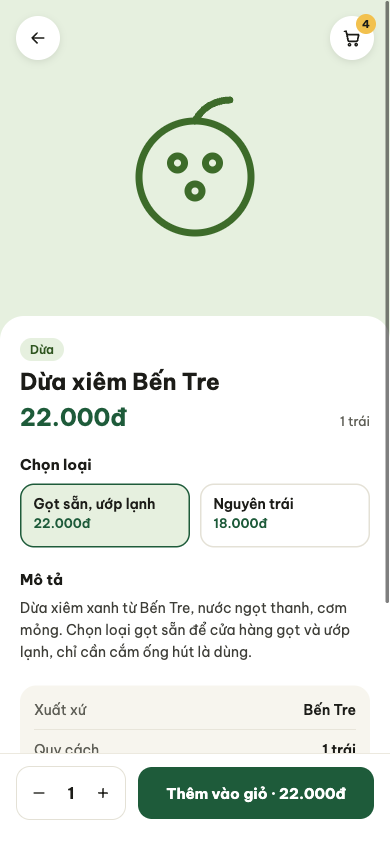 4
Dừa
Dừa xiêm Bến Tre
22.000đ
1 trái
Chọn loại
Gọt sẵn, ướp lạnh
22.000đ
Nguyên trái
18.000đ
Mô tả
Dừa xiêm xanh từ Bến Tre, nước ngọt thanh, cơm
mỏng. Chọn loại gọt sẵn để cửa hàng gọt và ướp
lạnh, chỉ cần cắm ống hút là dùng.
Xuất xứ
Bến Tre
Quy cách
1 trái
1
Thêm vào giỏ · 22.000đ